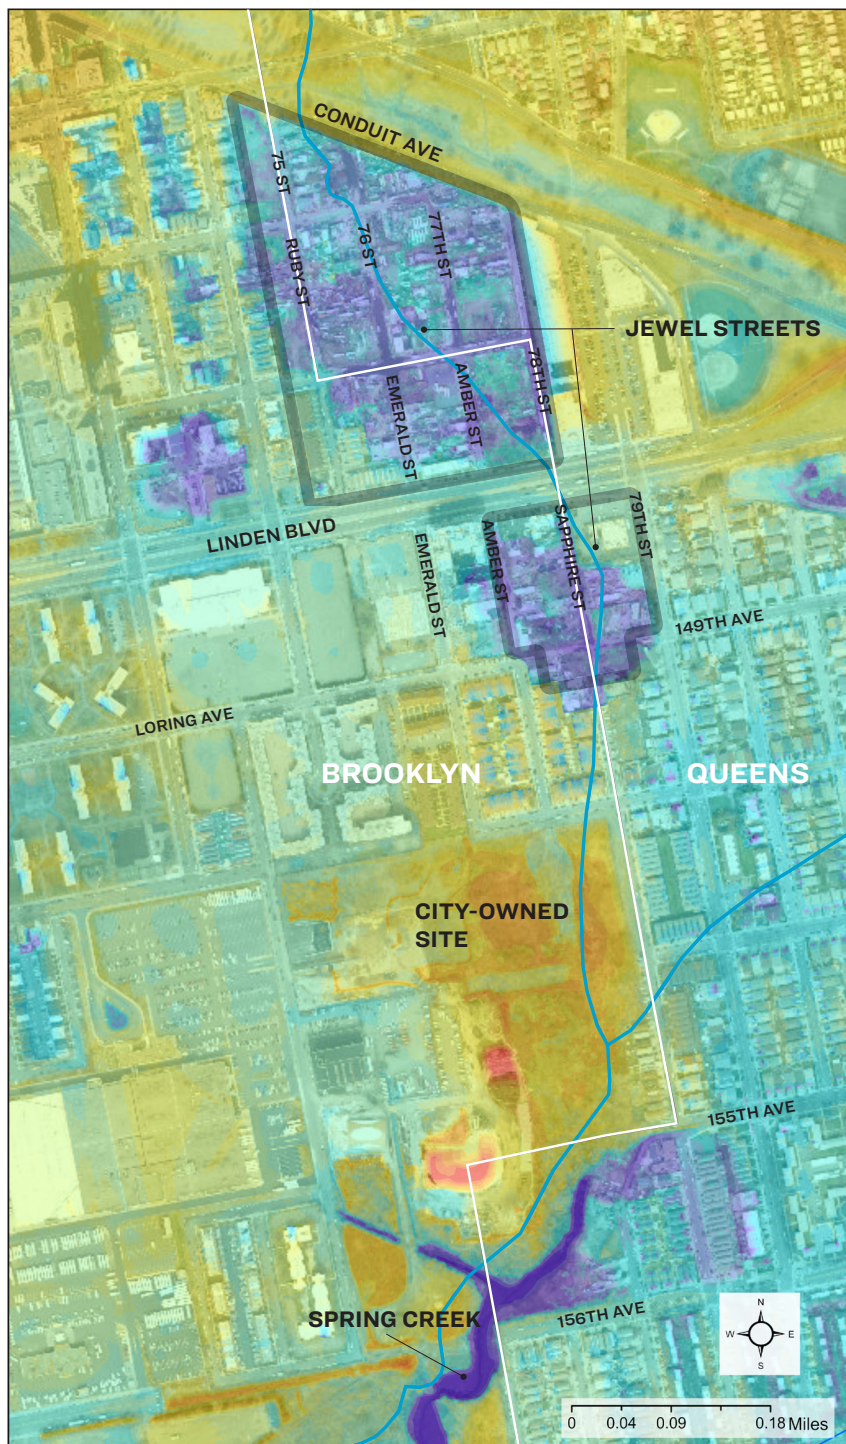 CONDUIT AVE
75 ST
77TH ST
76 ST
RUBY ST
JEWEL STREETS
78TH ST
AMBER ST
EMERALD ST
LINDEN BLVD
79TH ST
SAPPHIRE ST
AMBER ST
EMERALD ST
149TH AVE
LORING AVE
BROOKLYN
QUEENS
CITY-OWNED
SITE
155TH AVE
SPRING CREEK
156TH AVE
N
W E
S
0 0.04 0.09 0.18 Miles